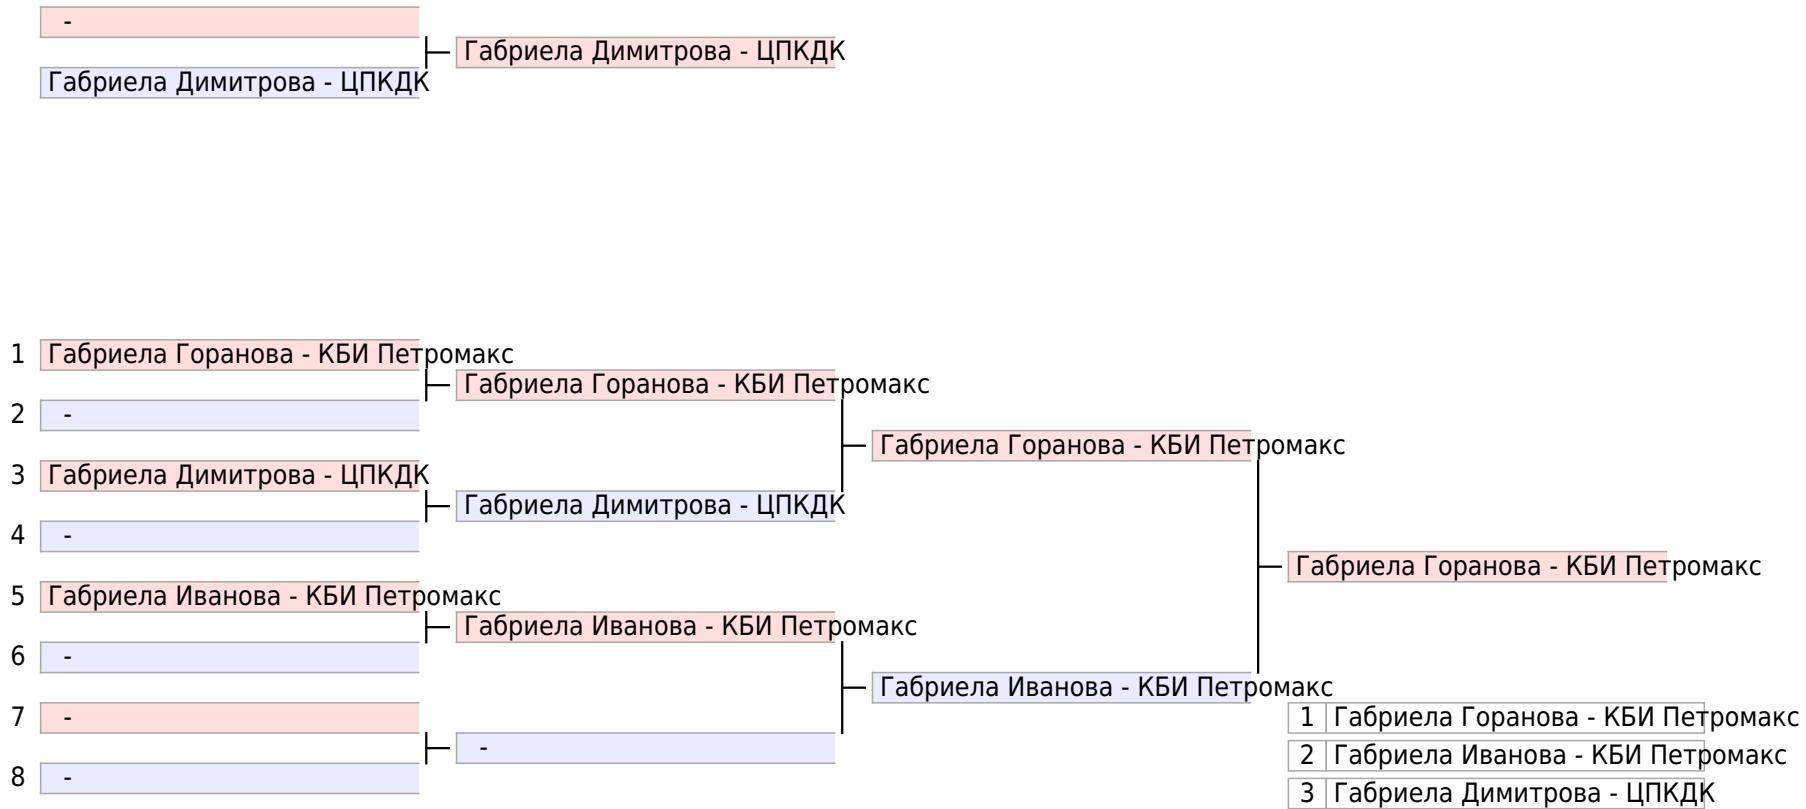 -
Габриела Димитрова - ЦПКДК
Габриела Димитрова - ЦПКДК
1 Габриела Горанова - КБИ Петромакс
Габриела Горанова - КБИ Петромакс
2 -
Габриела Горанова - КБИ Петромакс
3 Габриела Димитрова - ЦПКДК
Габриела Димитрова - ЦПКДК
4 -
Габриела Горанова - КБИ Петромакс
5 Габриела Иванова - КБИ Петромакс
Габриела Иванова - КБИ Петромакс
6 -
Габриела Иванова - КБИ Петромакс
7 -
-
8 -
1 Габриела Горанова - КБИ Петромакс
2 Габриела Иванова - КБИ Петромакс
3 Габриела Димитрова - ЦПКДК